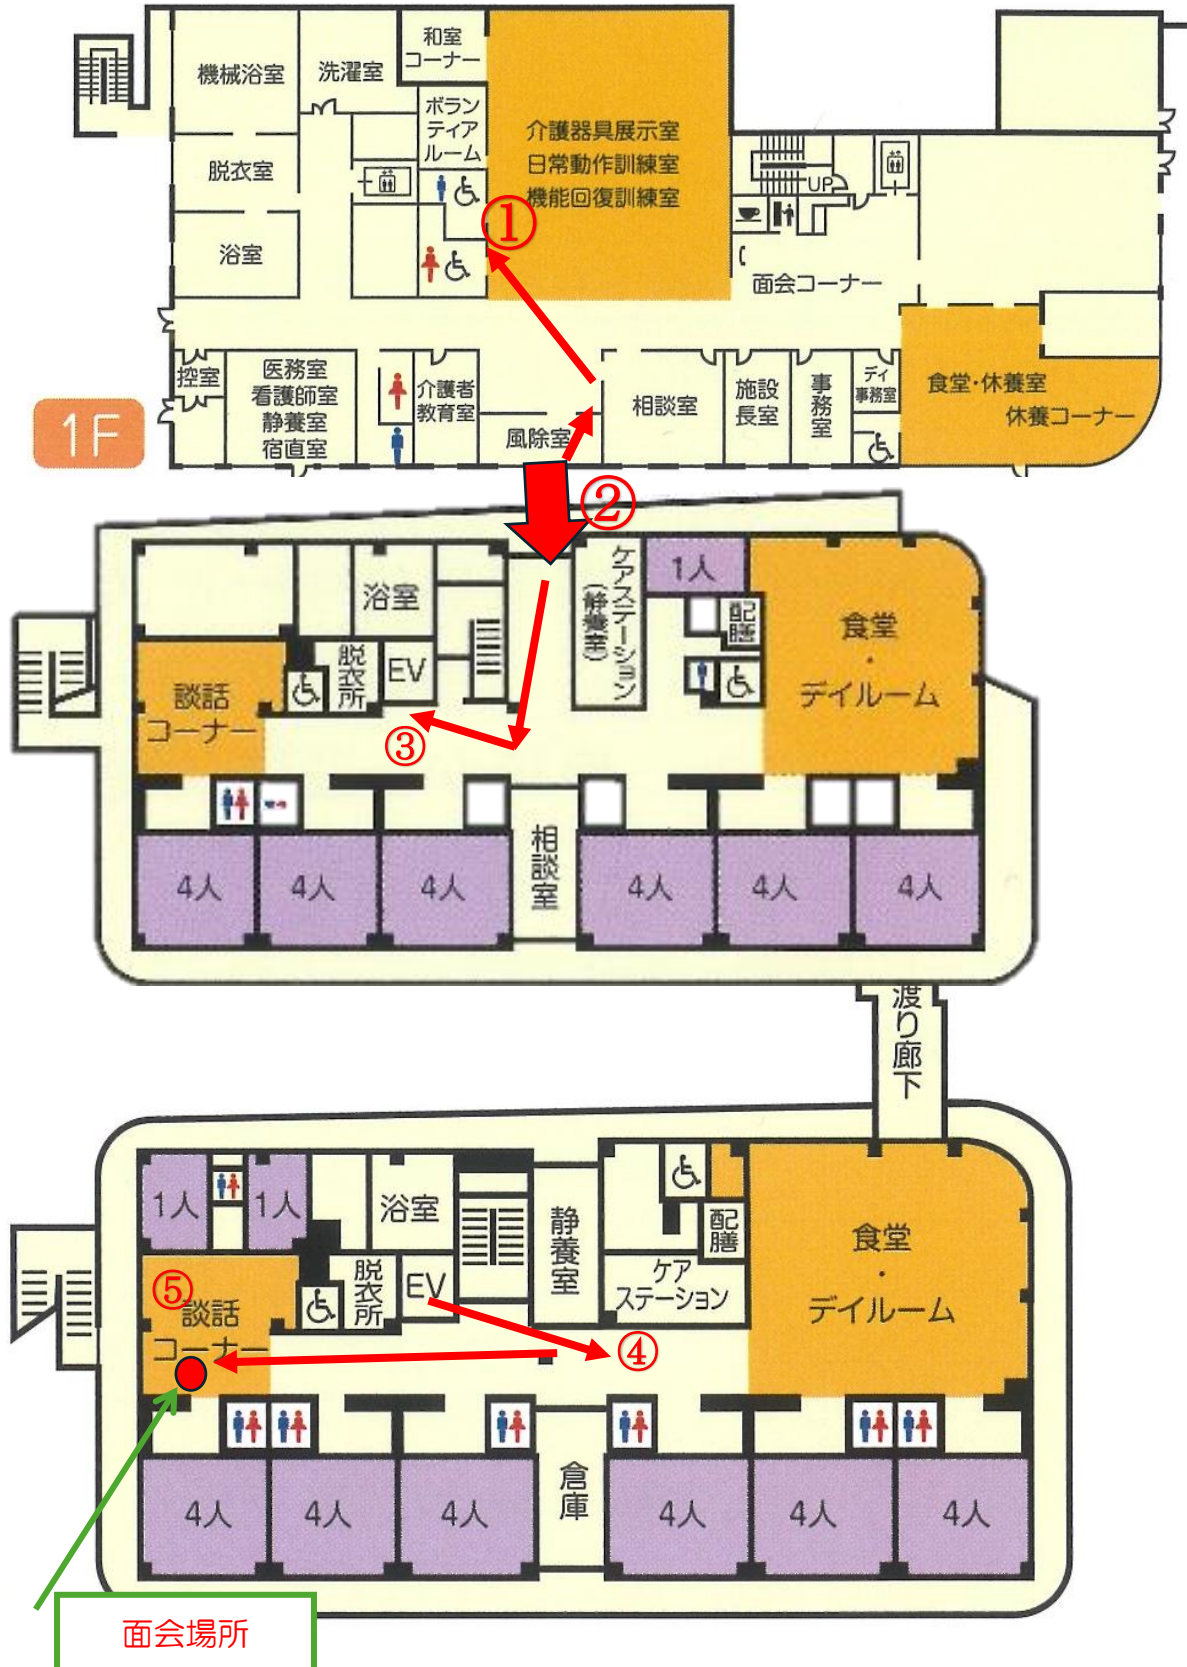 和室
コーナー
機械浴室
洗濯室
ボラン
ティア
ルーム
介護器具展示室
日常動作訓練室
機能回復訓練室
脱衣室
UP
①
浴室
面会コーナー
控室
医務室
看護師室
静養室
宿直室
介護者
教育室
風除室
相談室
施設
長室
事務室
デイ
事務室
食堂・休養室
休養コーナー
1F
②
浴室
ケアステーション
(静養室)
1人
配膳
食堂
・
デイルーム
脱衣所
EV
談話
コーナー
③
4人
4人
4人
相談室
4人
4人
4人
渡り廊下
1人
1人
浴室
静養室
配膳
ケア
ステーション
食堂
・
デイルーム
脱衣所
EV
⑤
談話
コーナー
④
4人
4人
4人
倉庫
4人
4人
4人
面会場所